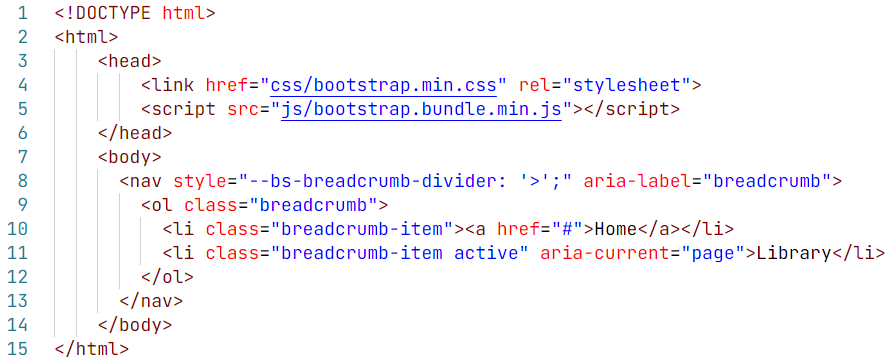 1 <!DOCTYPE html>
2 <html>
3 <head>
4 <link href="css/bootstrap.min.css" rel="stylesheet">
5 <script src="js/bootstrap.bundle.min.js"></script>
6 </head>
7 <body>
8 <nav style="--bs-breadcrumb-divider: '>';" aria-label="breadcrumb">
9 <ol class="breadcrumb">
10 <li class="breadcrumb-item"><a href="#">Home</a></li>
11 <li class="breadcrumb-item active" aria-current="page">Library</li>
12 </ol>
13 </nav>
14 </body>
15 </html>